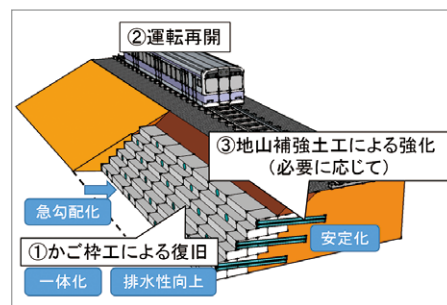 ②運転再開
③地山補強土工による強化
(必要に応じて)
急勾配化
安定化
①かご枠工による復旧
一体化
排水性向上